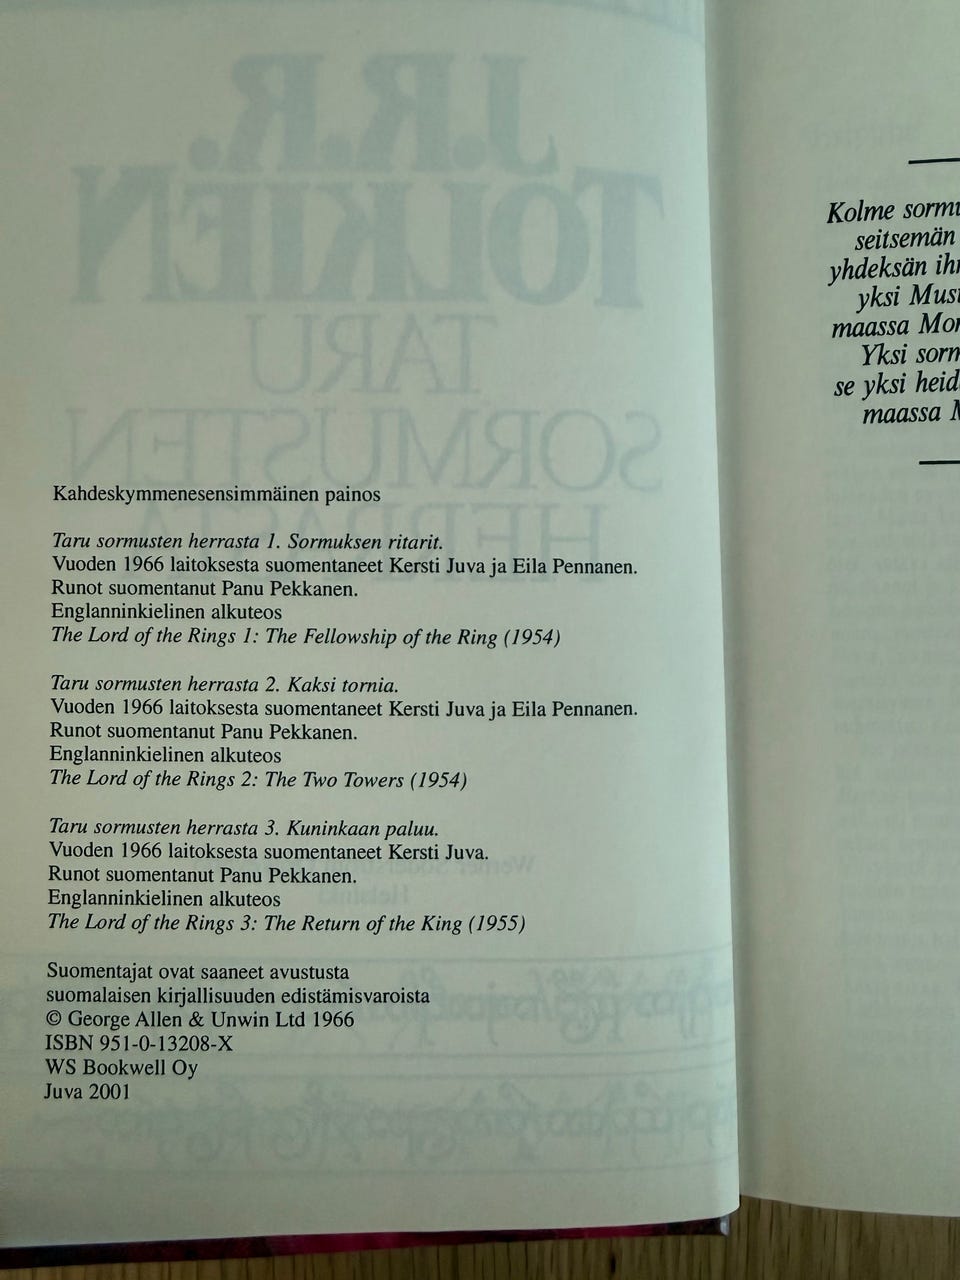 Kahdeskymmenesensimmäinen painos
Taru sormusten herrasta 1. Sormuksen ritarit.
Vuoden 1966 laitoksesta suomentaneet Kersti Juva ja Eila Pennanen.
Runot suomentanut Panu Pekkanen.
Englanninkielinen alkuteos
The Lord of the Rings 1: The Fellowship of the Ring (1954)
Taru sormusten herrasta 2. Kaksi tornia.
Vuoden 1966 laitoksesta suomentaneet Kersti Juva ja Eila Pennanen.
Runot suomentanut Panu Pekkanen.
Englanninkielinen alkuteos
The Lord of the Rings 2: The Two Towers (1954)
Taru sormusten herrasta 3. Kuninkaan paluu.
Vuoden 1966 laitoksesta suomentaneet Kersti Juva.
Runot suomentanut Panu Pekkanen.
Englanninkielinen alkuteos
The Lord of the Rings 3: The Return of the King (1955)
Suomentajat ovat saaneet avustusta
suomalaisen kirjallisuuden edistämisvaroista
© George Allen & Unwin Ltd 1966
ISBN 951-0-13208-X
WS Bookwell Oy
Juva 2001
J.R.R.
TOLKIEN
TARU
SORMUSTEN
HERRASTA
Kolme
seitsemän
yhdeksän
yksi
maassa
Yksi
se yksi
maassa